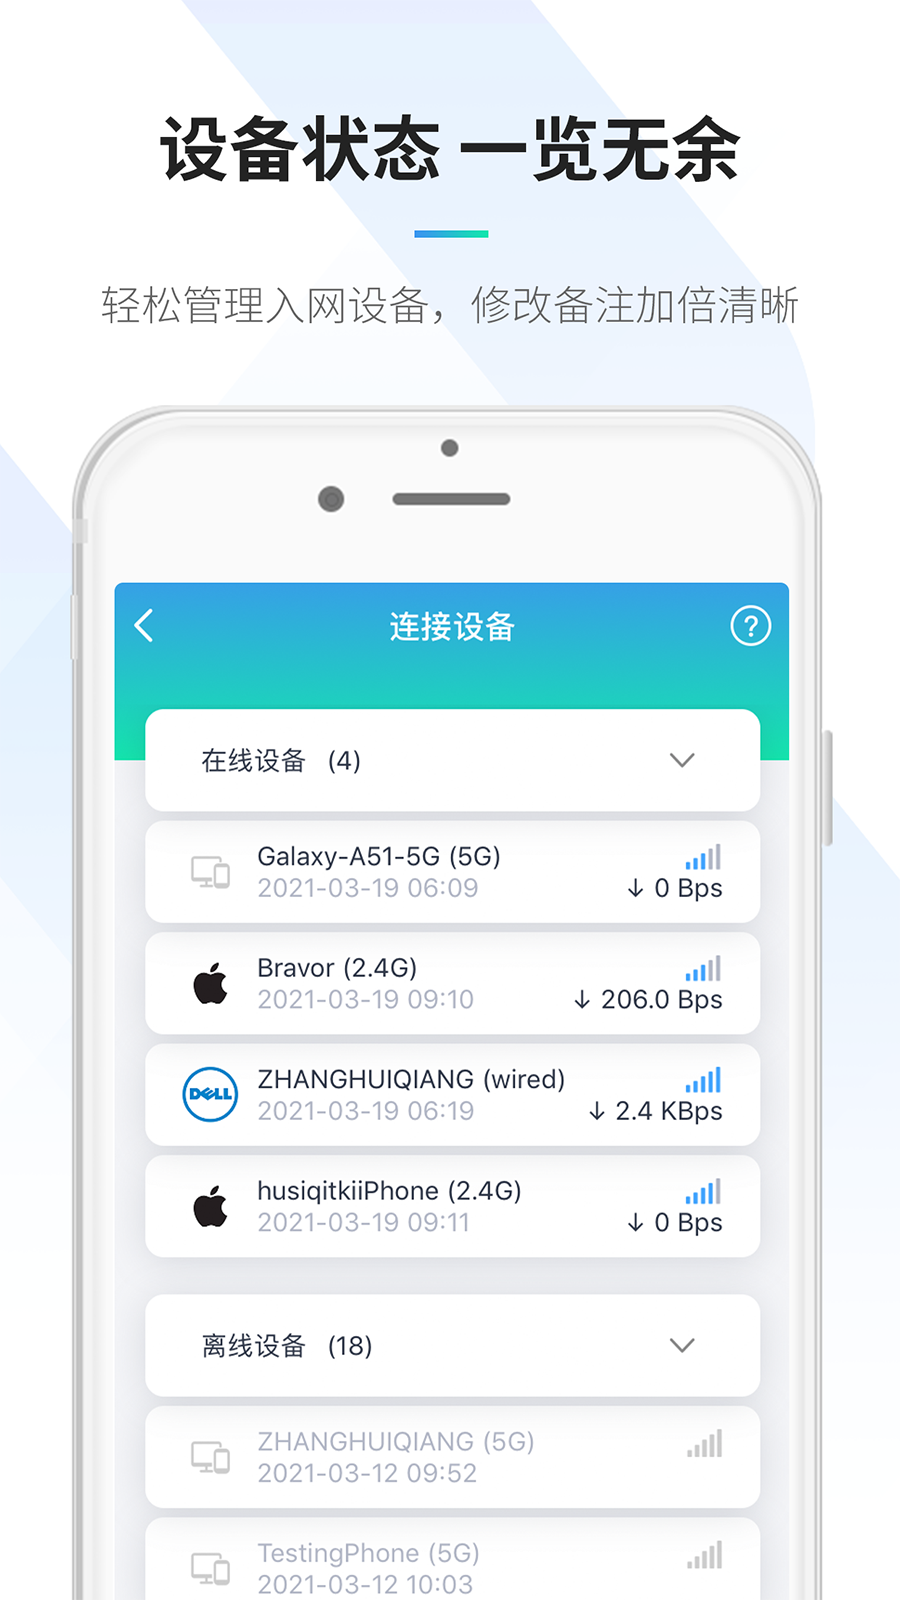 设备状态 一览无余
轻松管理入网设备，修改备注加倍清晰
连接设备
?
在线设备 (4)
Galaxy-A51-5G (5G)
2021-03-19 06:09
↓ 0 Bps
Bravor (2.4G)
2021-03-19 09:10
↓ 206.0 Bps
DELL
ZHANGHUIQIANG (wired)
2021-03-19 06:19
↓ 2.4 KBps
husiqitkiiPhone (2.4G)
2021-03-19 09:11
↓ 0 Bps
离线设备 (18)
ZHANGHUIQIANG (5G)
2021-03-12 09:52
TestingPhone (5G)
2021-03-12 10:03